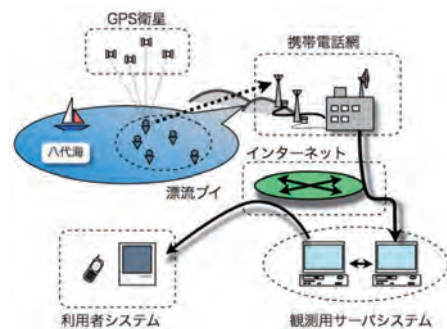 GPS衛星
携帯電話網
八代海
インターネット
漂流ブイ
利用者システム
観測用サーバシステム